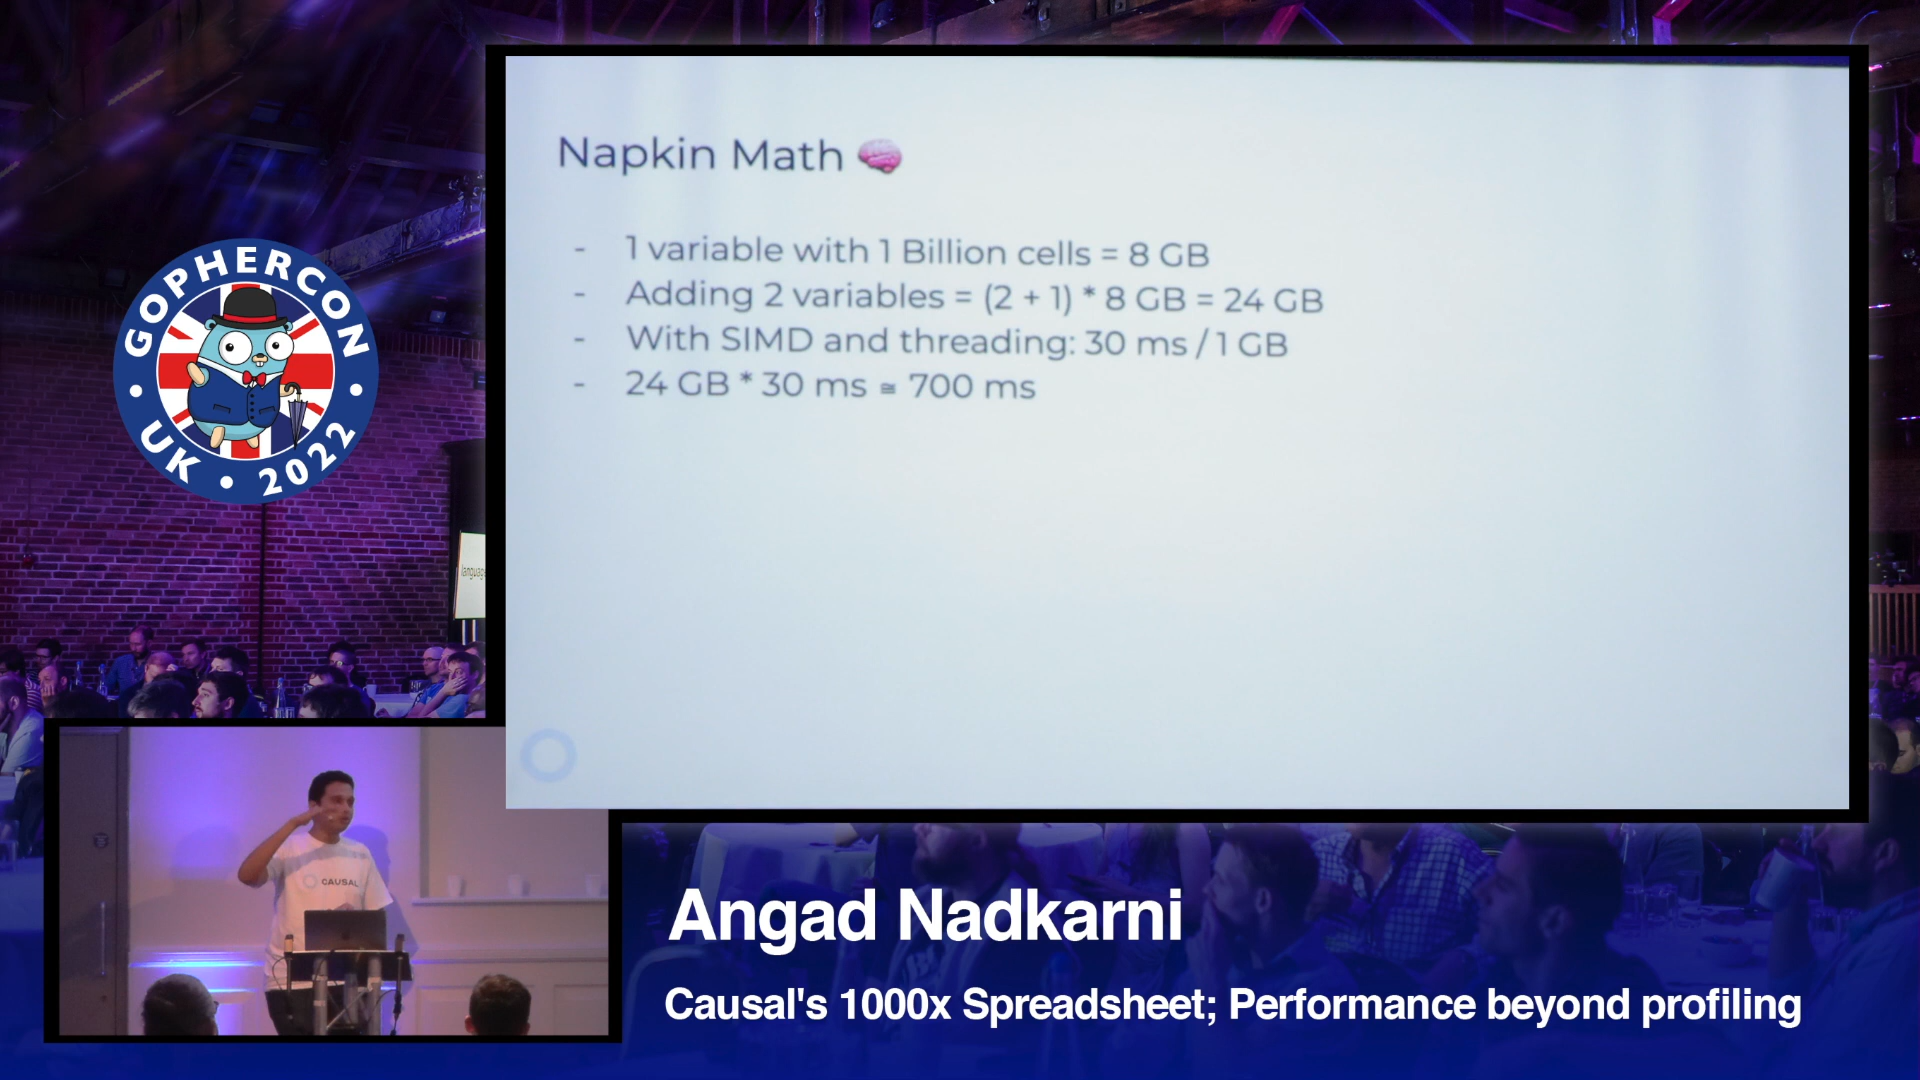 Napkin Math
- 1 variable with 1 Billion cells = 8 GB
- Adding 2 variables = (2 + 1) * 8 GB = 24 GB
- With SIMD and threading: 30 ms / 1 GB
- 24 GB * 30 ms ≅ 700 ms
GOPHERCON
UK • 2022
language
CAUSAL
Angad Nadkarni
Causal's 1000x Spreadsheet; Performance beyond profiling